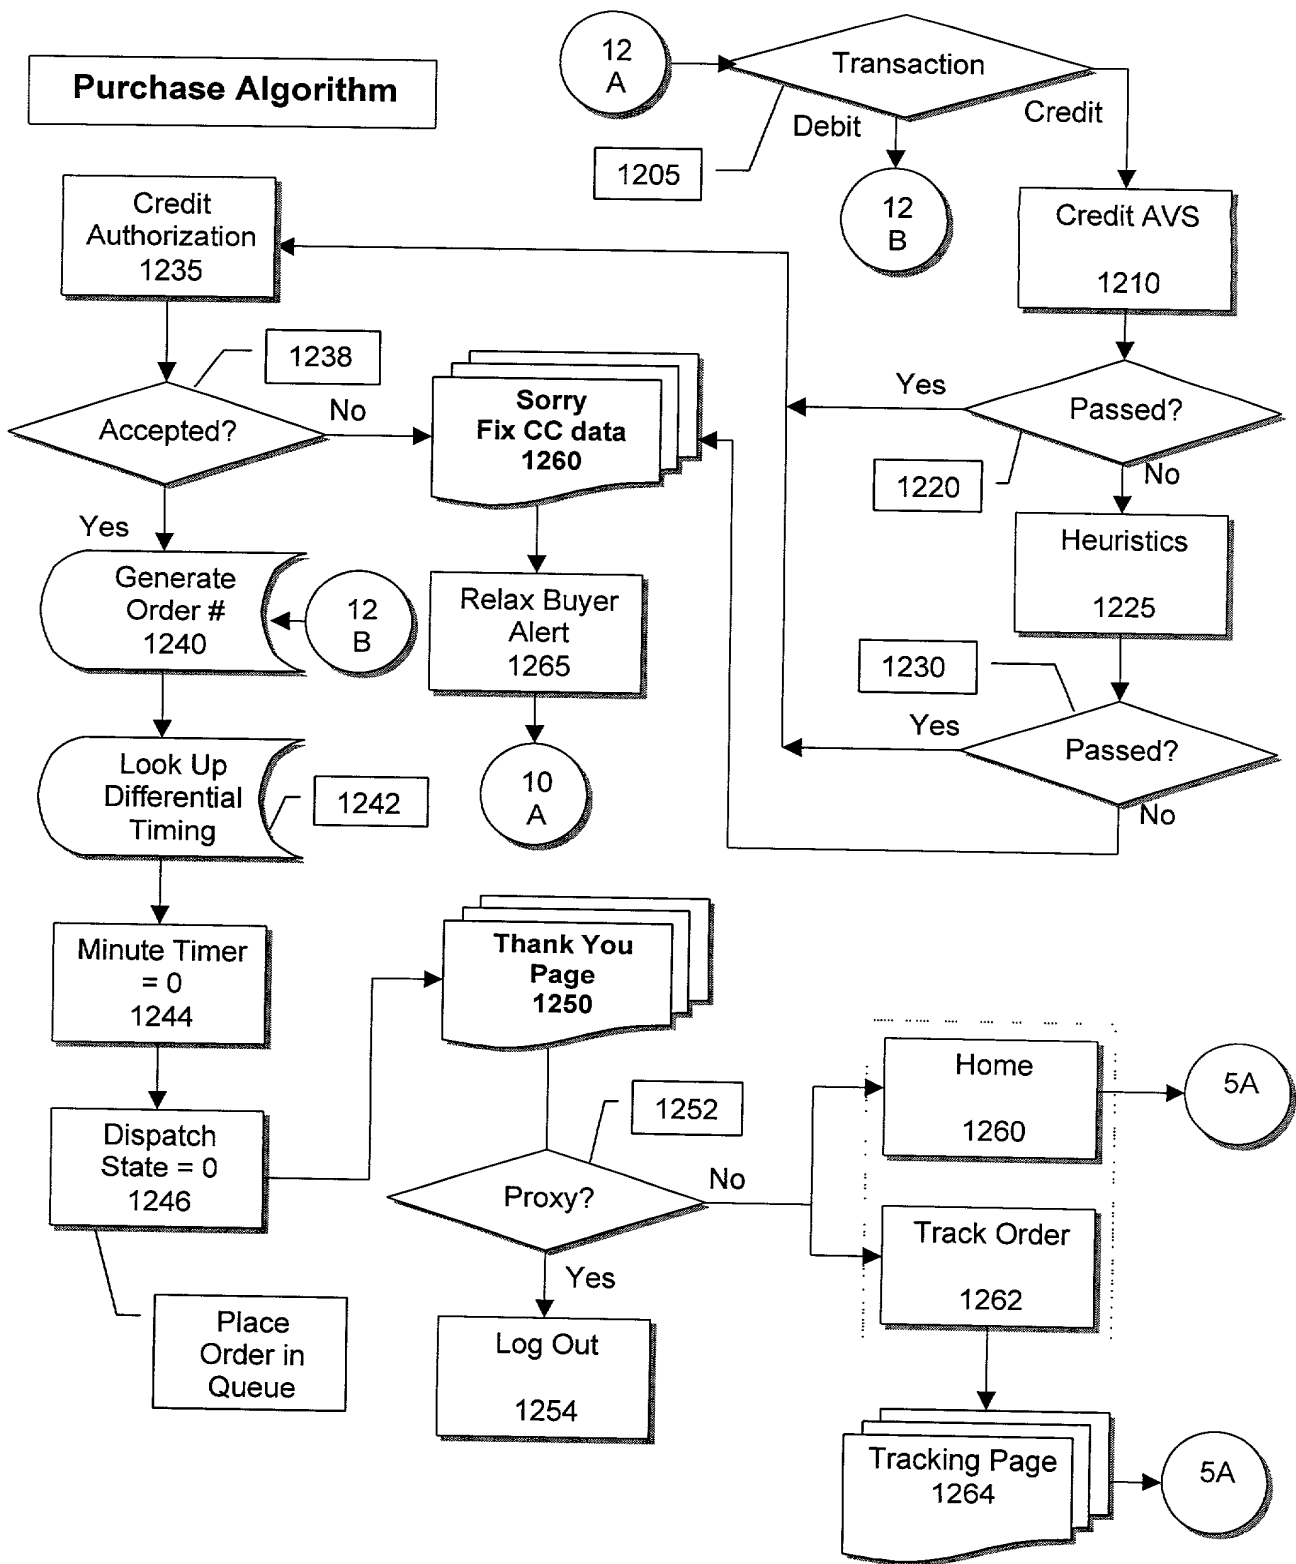 Purchase Algorithm
12
A
Transaction
Debit
Credit
1205
12
B
Credit AVS
1210
Credit
Authorization
1235
1238
Accepted?
No
Sorry
Fix CC data
1260
Yes
Passed?
1220
No
Heuristics
1225
1230
Yes
Passed?
No
Yes
Generate
Order #
1240
12
B
Relax Buyer
Alert
1265
10
A
Look Up
Differential
Timing
1242
Minute Timer
= 0
1244
Dispatch
State = 0
1246
Place
Order in
Queue
Thank You
Page
1250
1252
Proxy?
No
Yes
Log Out
1254
Home
1260
5A
Track Order
1262
Tracking Page
1264
5A